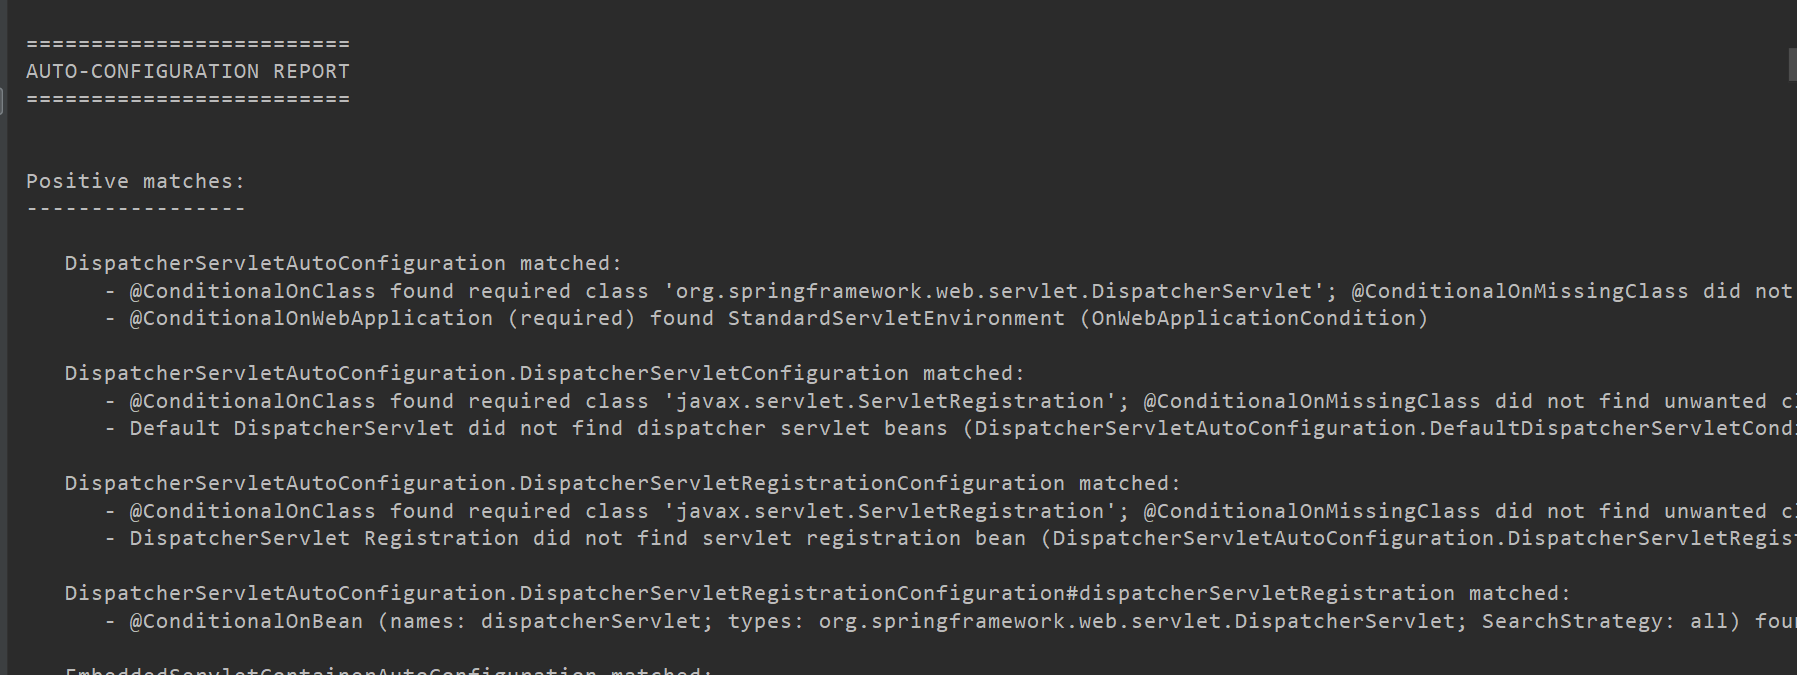 =========================
AUTO-CONFIGURATION REPORT
=========================
Positive matches:
-----------------
DispatcherServletAutoConfiguration matched:
- @ConditionalOnClass found required class 'org.springframework.web.servlet.DispatcherServlet'; @ConditionalOnMissingClass did not
- @ConditionalOnWebApplication (required) found StandardServletEnvironment (OnWebApplicationCondition)
DispatcherServletAutoConfiguration.DispatcherServletConfiguration matched:
- @ConditionalOnClass found required class 'javax.servlet.ServletRegistration'; @ConditionalOnMissingClass did not find unwanted
- Default DispatcherServlet did not find dispatcher servlet beans (DispatcherServletAutoConfiguration.DefaultDispatcherServletCond
DispatcherServletAutoConfiguration.DispatcherServletRegistrationConfiguration matched:
- @ConditionalOnClass found required class 'javax.servlet.ServletRegistration'; @ConditionalOnMissingClass did not find unwanted
- DispatcherServlet Registration did not find servlet registration bean (DispatcherServletAutoConfiguration.DispatcherServletRegis
DispatcherServletAutoConfiguration.DispatcherServletRegistrationConfiguration#dispatcherServletRegistration matched:
- @ConditionalOnBean (names: dispatcherServlet; types: org.springframework.web.servlet.DispatcherServlet; SearchStrategy: all) fou
EmbeddedServletContainerAutoConfiguration matched: